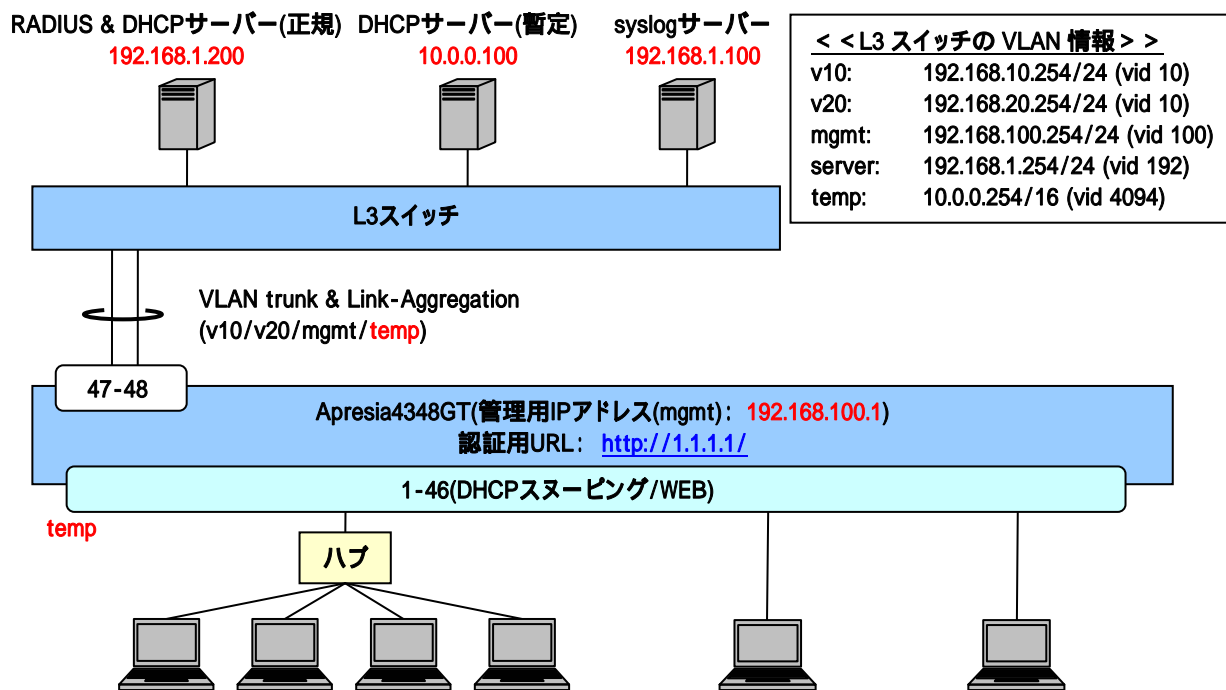 RADIUS & DHCPサーバー(正規)
192.168.1.200
DHCPサーバー(暫定)
10.0.0.100
syslogサーバー
192.168.1.100
<<L3 スイッチの VLAN 情報>>
v10: 192.168.10.254/24 (vid 10)
v20: 192.168.20.254/24 (vid 10)
mgmt: 192.168.100.254/24 (vid 100)
server: 192.168.1.254/24 (vid 192)
temp: 10.0.0.254/16 (vid 4094)
L3スイッチ
VLAN trunk & Link-Aggregation
(v10/v20/mgmt/temp)
47-48
Apresia4348GT(管理用IPアドレス(mgmt): 192.168.100.1)
認証用URL: http://1.1.1.1/
1-46(DHCPスヌーピング/WEB)
temp
ハブ